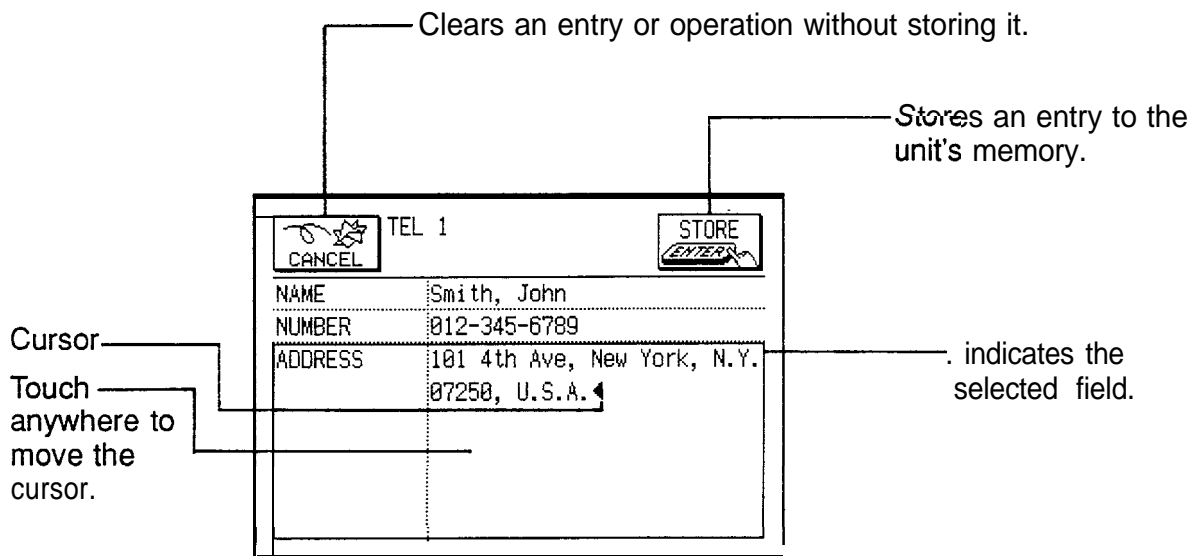 Clears an entry or operation without storing it.
Stores an entry to the
unit's memory.
CANCEL
TEL 1
STORE
ENTER
NAME Smith, John
NUMBER 012-345-6789
ADDRESS 101 4th Ave, New York, N.Y.
07250, U.S.A.
Cursor
Touch
anywhere to
move the
cursor.
. indicates the
selected field.